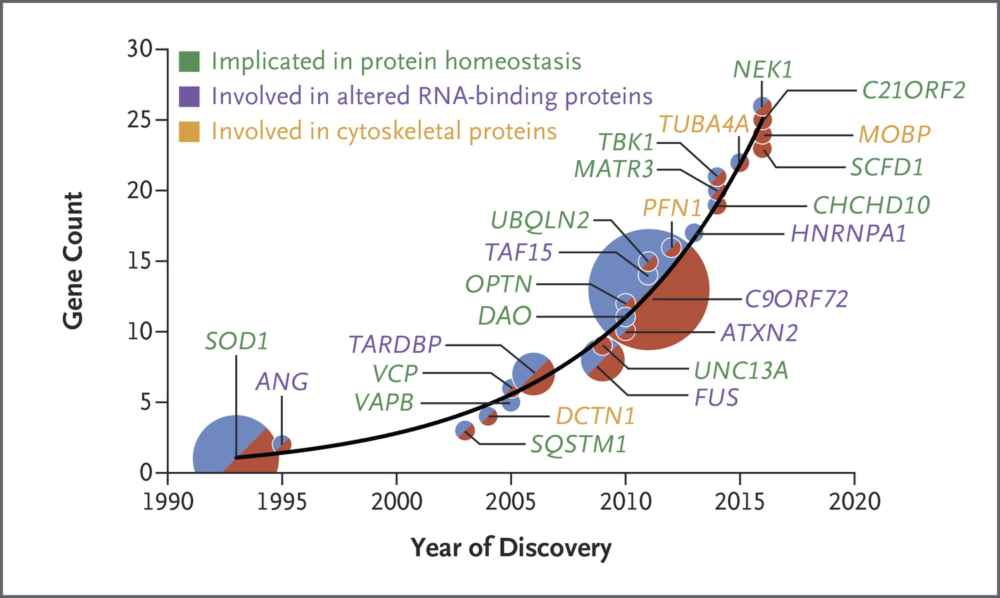 30
25
20
15
10
5
0
Implicated in protein homeostasis
Involved in altered RNA-binding proteins
Involved in cytoskeletal proteins
NEK1
C21ORF2
TUBA4A
MOBP
TBK1
MATR3
SCFD1
CHCHD10
PFN1
UBQLN2
HNRNPA1
TAF15
OPTN
C9ORF72
DAO
ATXN2
SOD1
TARDBP
ANG
VCP
UNC13A
VAPB
FUS
DCTN1
SQSTM1
1990 1995 2000 2005 2010 2015 2020
Gene Count
Year of Discovery